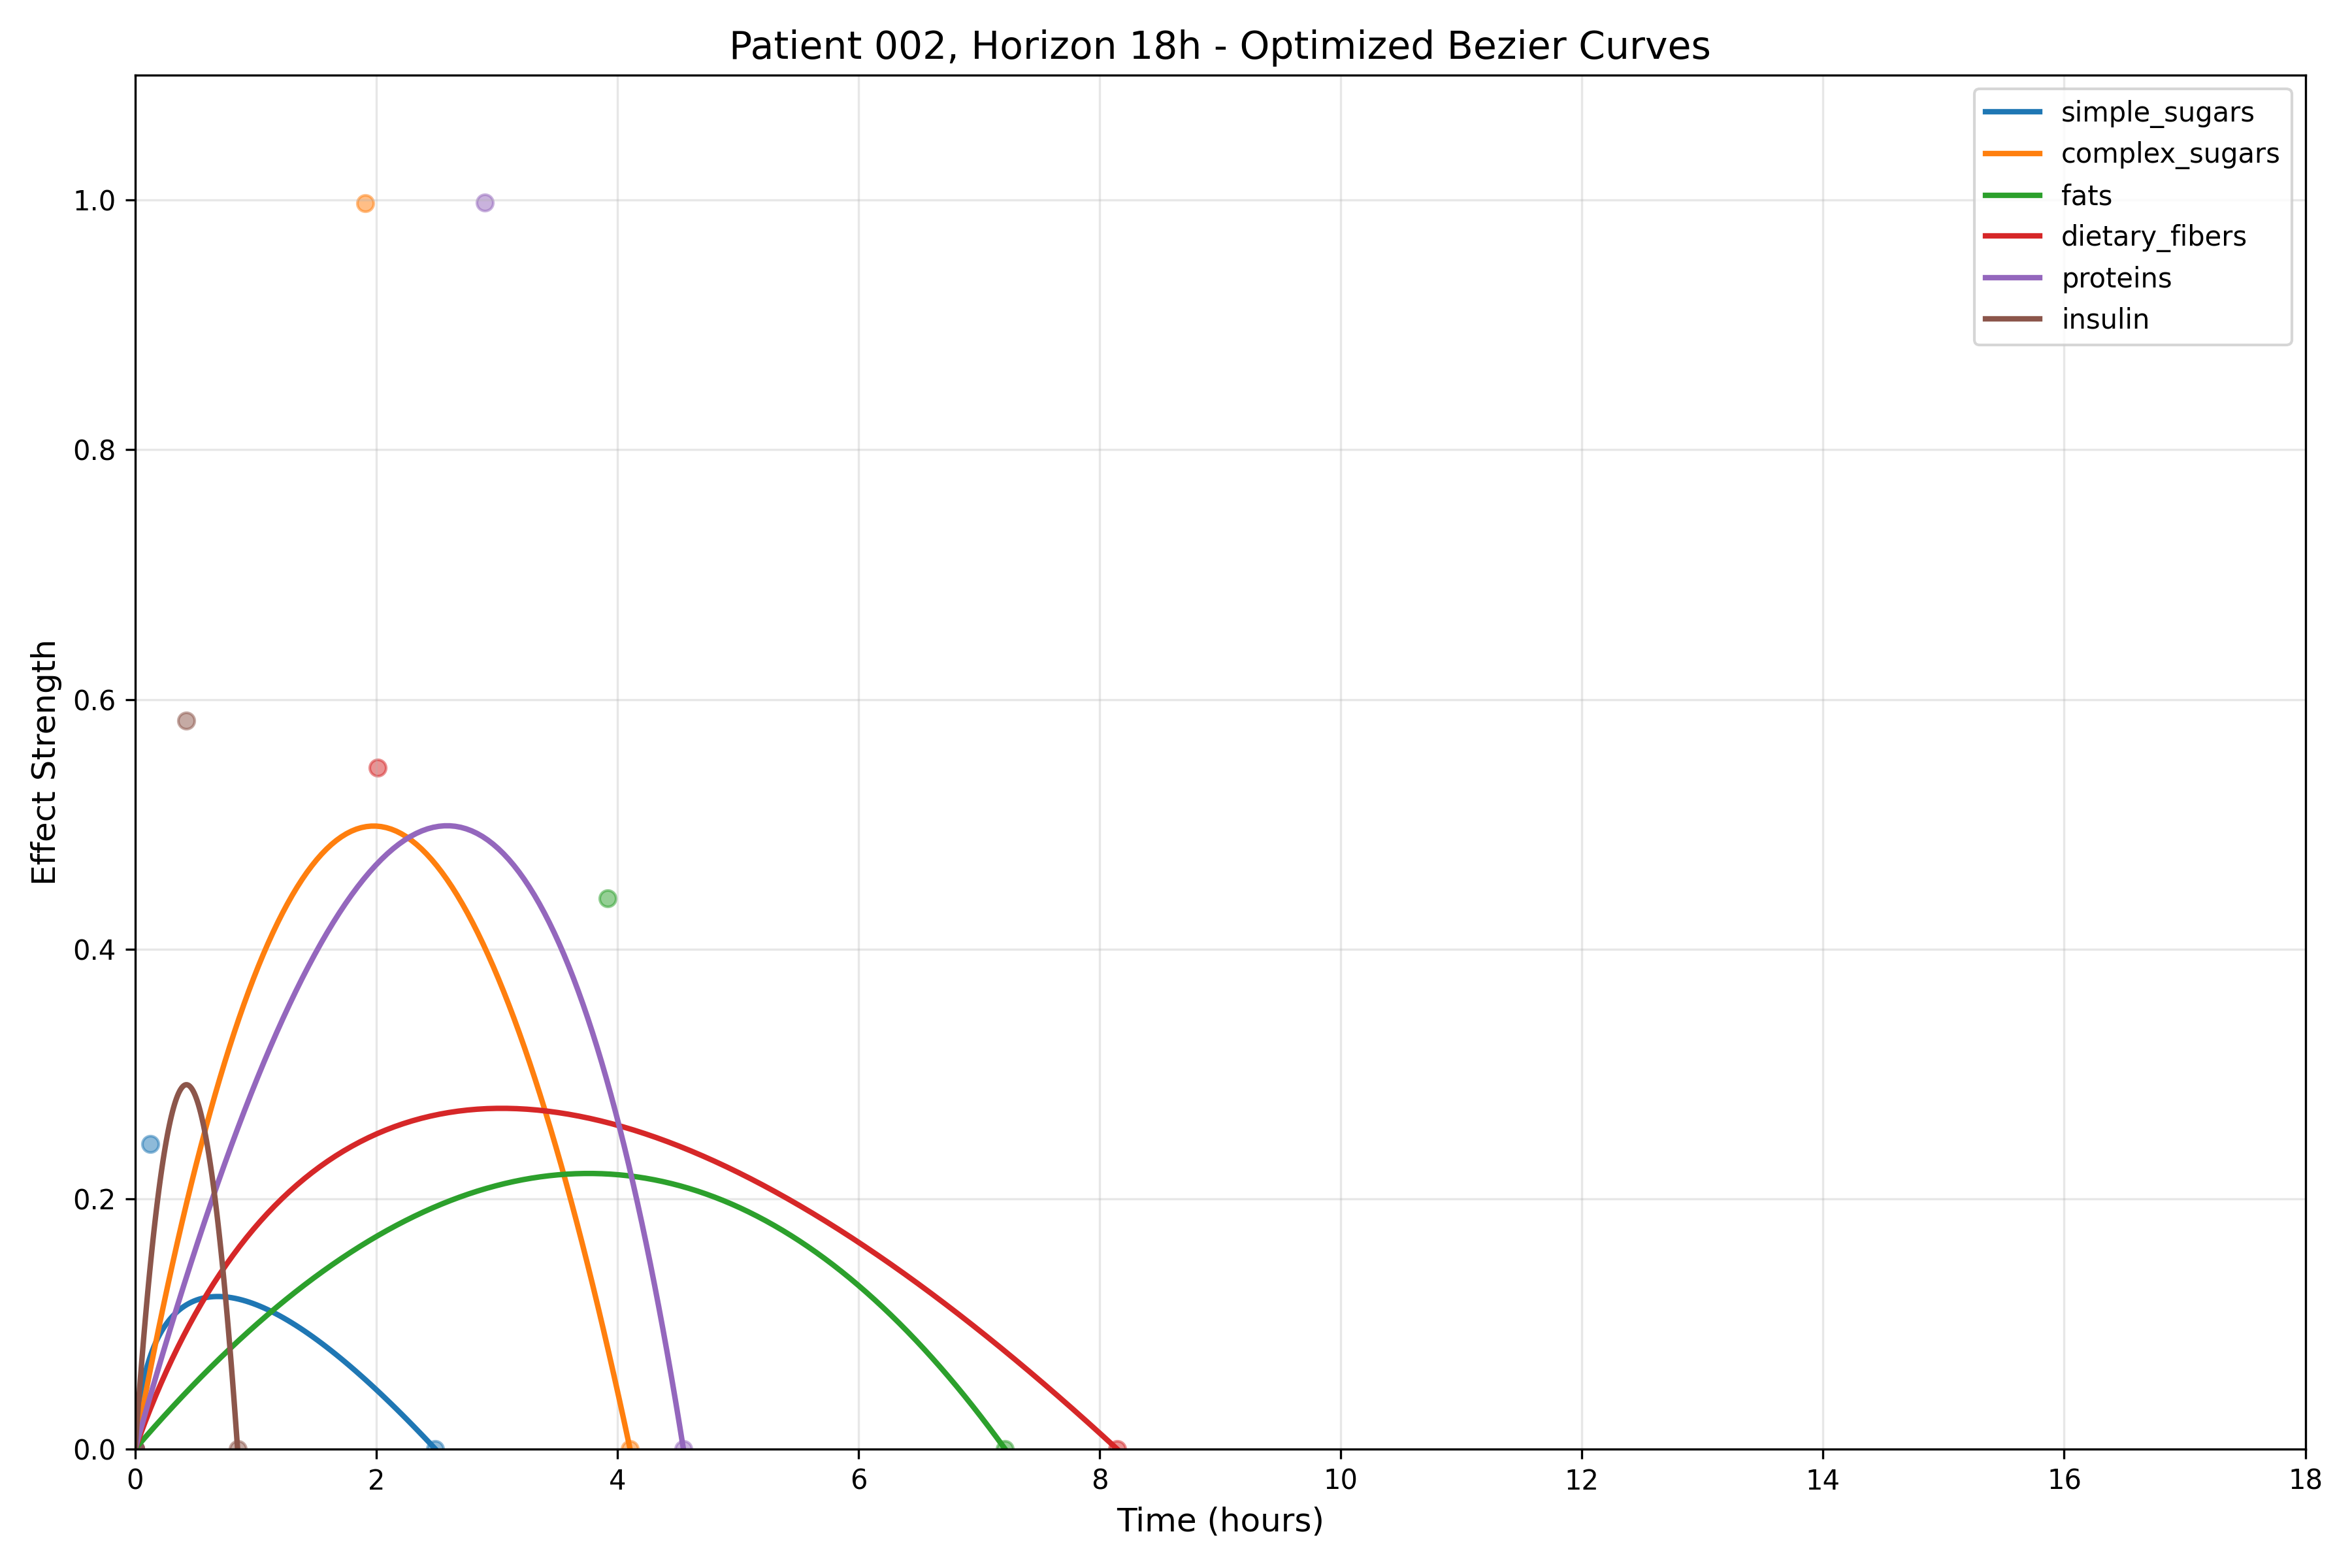 Patient 002, Horizon 18h - Optimized Bezier Curves
simple_sugars
complex_sugars
fats
dietary_fibers
proteins
insulin
1.0
0.8
0.6
0.4
0.2
0.0
Effect Strength
0 2 4 6 8 10 12 14 16 18
Time (hours)